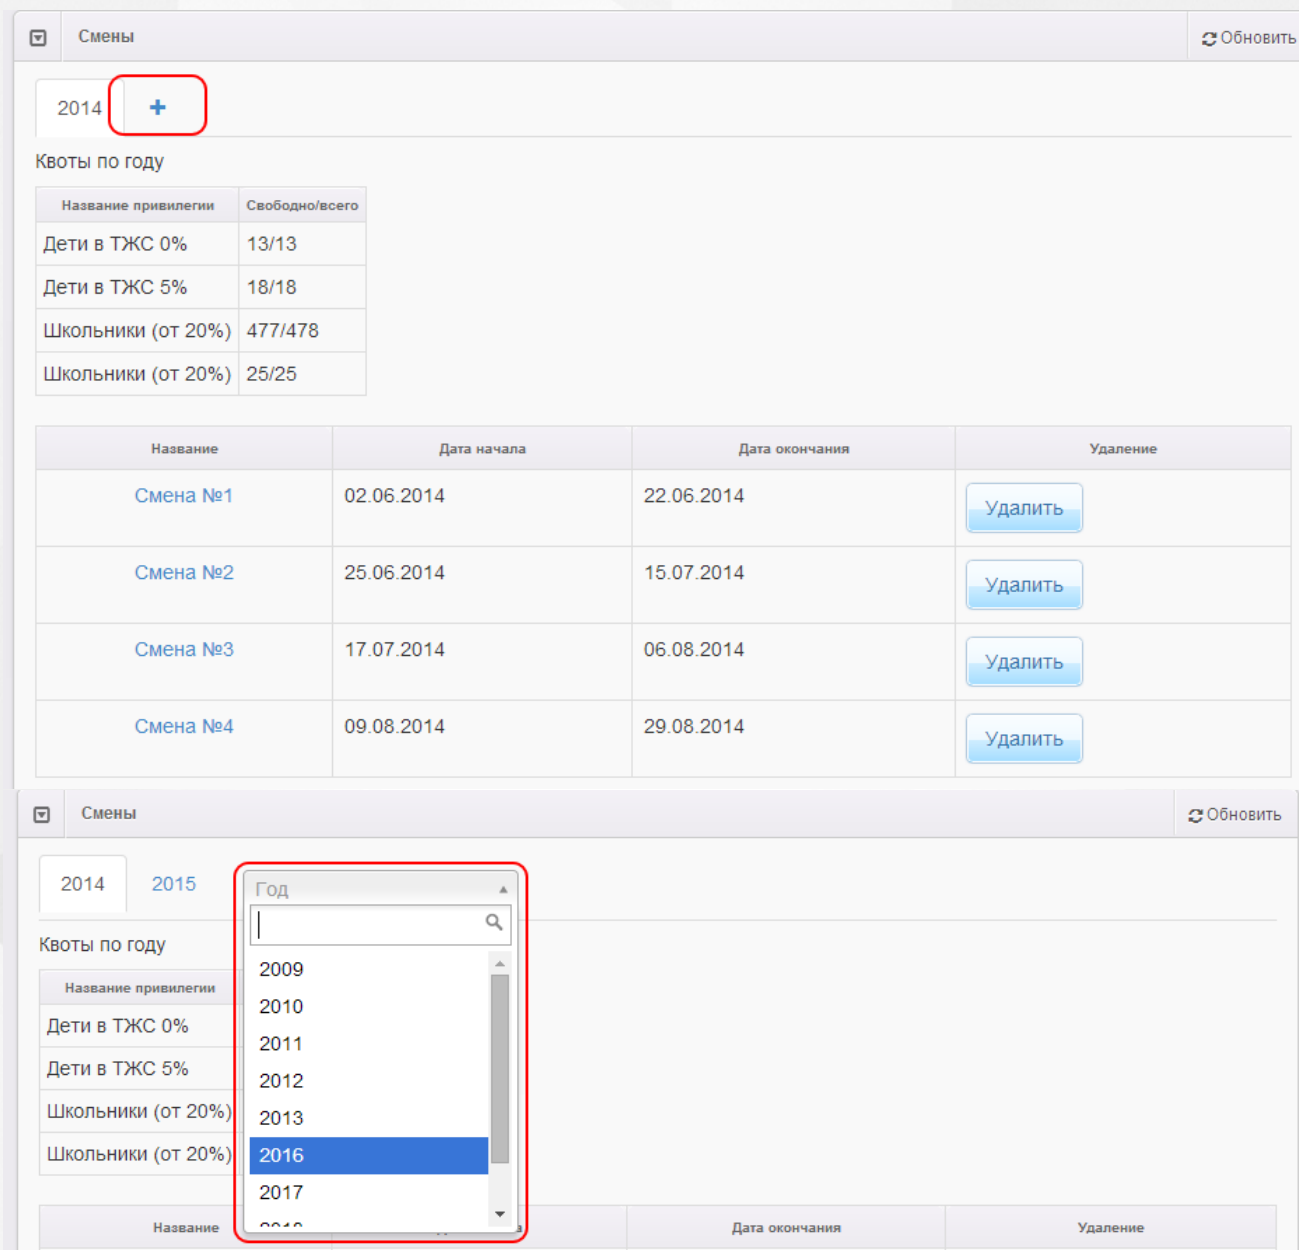 Смены Обновить
2014 +
Квоты по году
Название привилегии Свободно/всего
Дети в ТЖС 0% 13/13
Дети в ТЖС 5% 18/18
Школьники (от 20%) 477/478
Школьники (от 20%) 25/25
Название Дата начала Дата окончания Удаление
Смена №1 02.06.2014 22.06.2014 Удалить
Смена №2 25.06.2014 15.07.2014 Удалить
Смена №3 17.07.2014 06.08.2014 Удалить
Смена №4 09.08.2014 29.08.2014 Удалить
Смены Обновить
2014 2015 Год
Квоты по году
2009
Название привилегии
2010
Дети в ТЖС 0%
2011
Дети в ТЖС 5%
2012
Школьники (от 20%)
2013
Школьники (от 20%)
2016
2017
Название Дата окончания Удаление